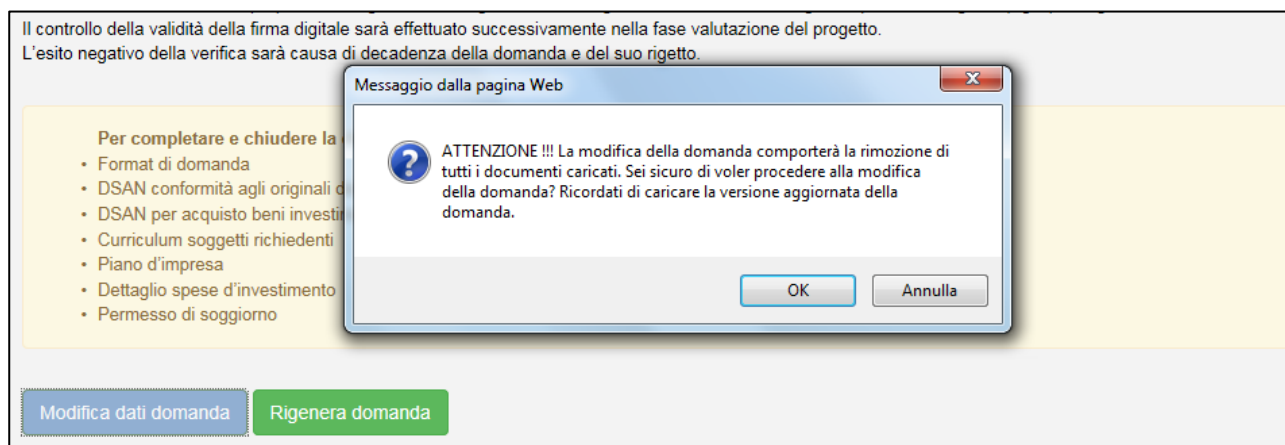 Il controllo della validità della firma digitale sarà effettuato successivamente nella fase valutazione del progetto.
L'esito negativo della verifica sarà causa di decadenza della domanda e del suo rigetto.
Messaggio dalla pagina Web
Per completare e chiudere la
• Format di domanda
• DSAN conformità agli originali
• DSAN per acquisto beni
• Curriculum soggetti richiedenti
• Piano d'impresa
• Dettaglio spese d'investimento
• Permesso di soggiorno
ATTENZIONE !!! La modifica della domanda comporterà la rimozione di
tutti i documenti caricati. Sei sicuro di voler procedere alla modifica
della domanda? Ricordati di caricare la versione aggiornata della
domanda.
OK Annulla
Modifica dati domanda Rigenera domanda